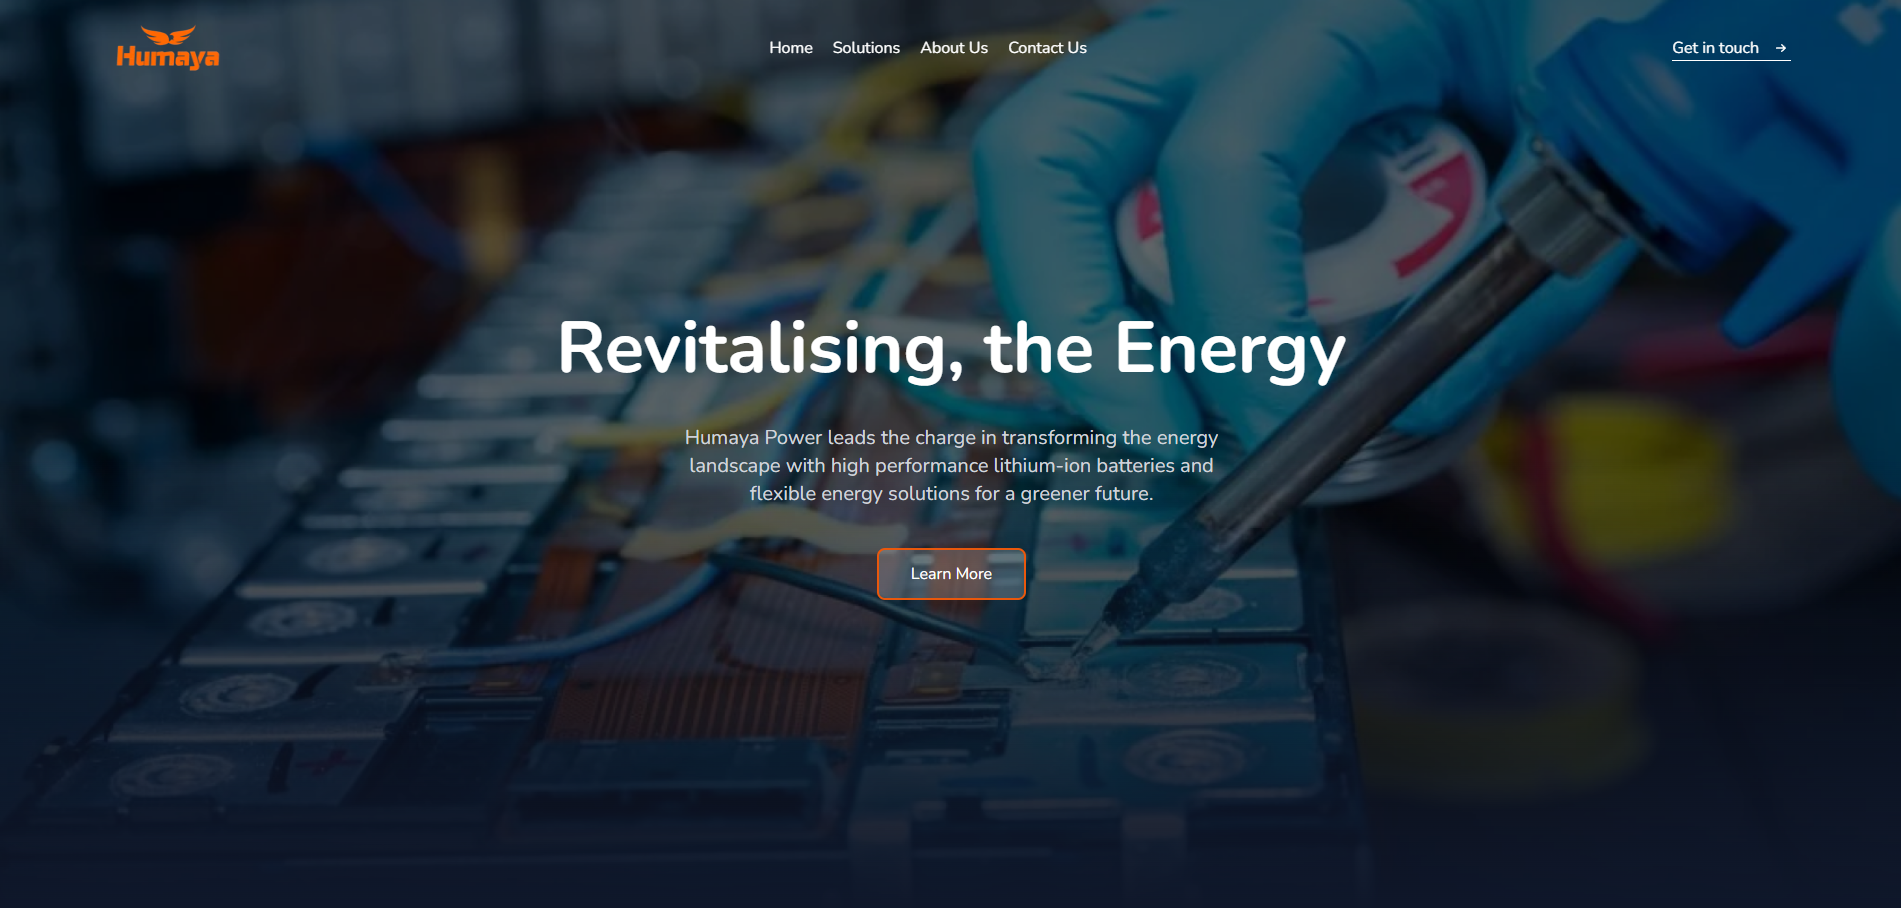 Humaya
Home Solutions About Us Contact Us
Get in touch →
Revitalising, the Energy
Humaya Power leads the charge in transforming the energy
landscape with high performance lithium-ion batteries and
flexible energy solutions for a greener future.
Learn More